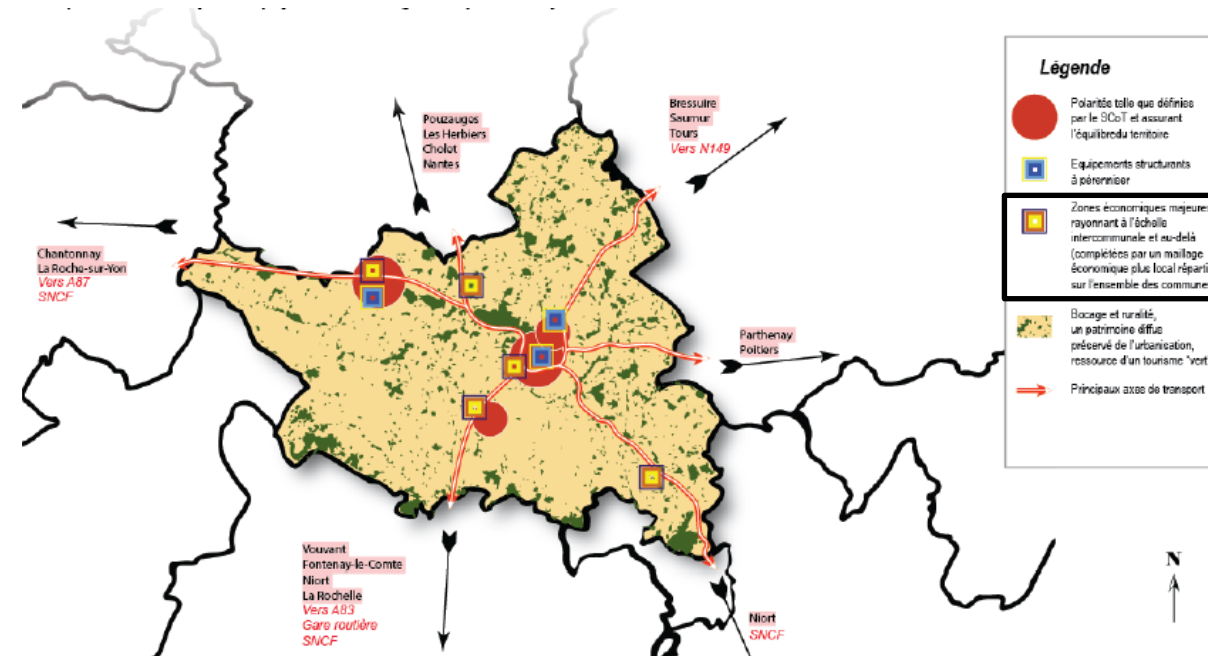 Pouzauges
Les Herbiers
Cholet
Nantes
Bressuire
Saumur
Tours
Vers N149
Chantonnay
La Roche-sur-Yon
Vers A87
SNCF
Parthenay
Poitiers
Vouvant
Fontenay-le-Comte
Niort
La Rochelle
Vers A83
Gare routière
SNCF
Niort
SNCF
Légende
Polarités telle que définies
par le SCoT et assurant
l'équilibredu territoire
Equipements structurants
à pérenniser
Zones économiques majeures
rayonnant à l'échelle
intercommunale et au-delà
(complétées par un maillage
économique plus local réparti
sur l'ensemble des communes
Bocage et ruralité,
un patrimoine diffus
préservé de l'urbanisation,
ressource d'un tourisme "vert"
Principaux axes de transport
N